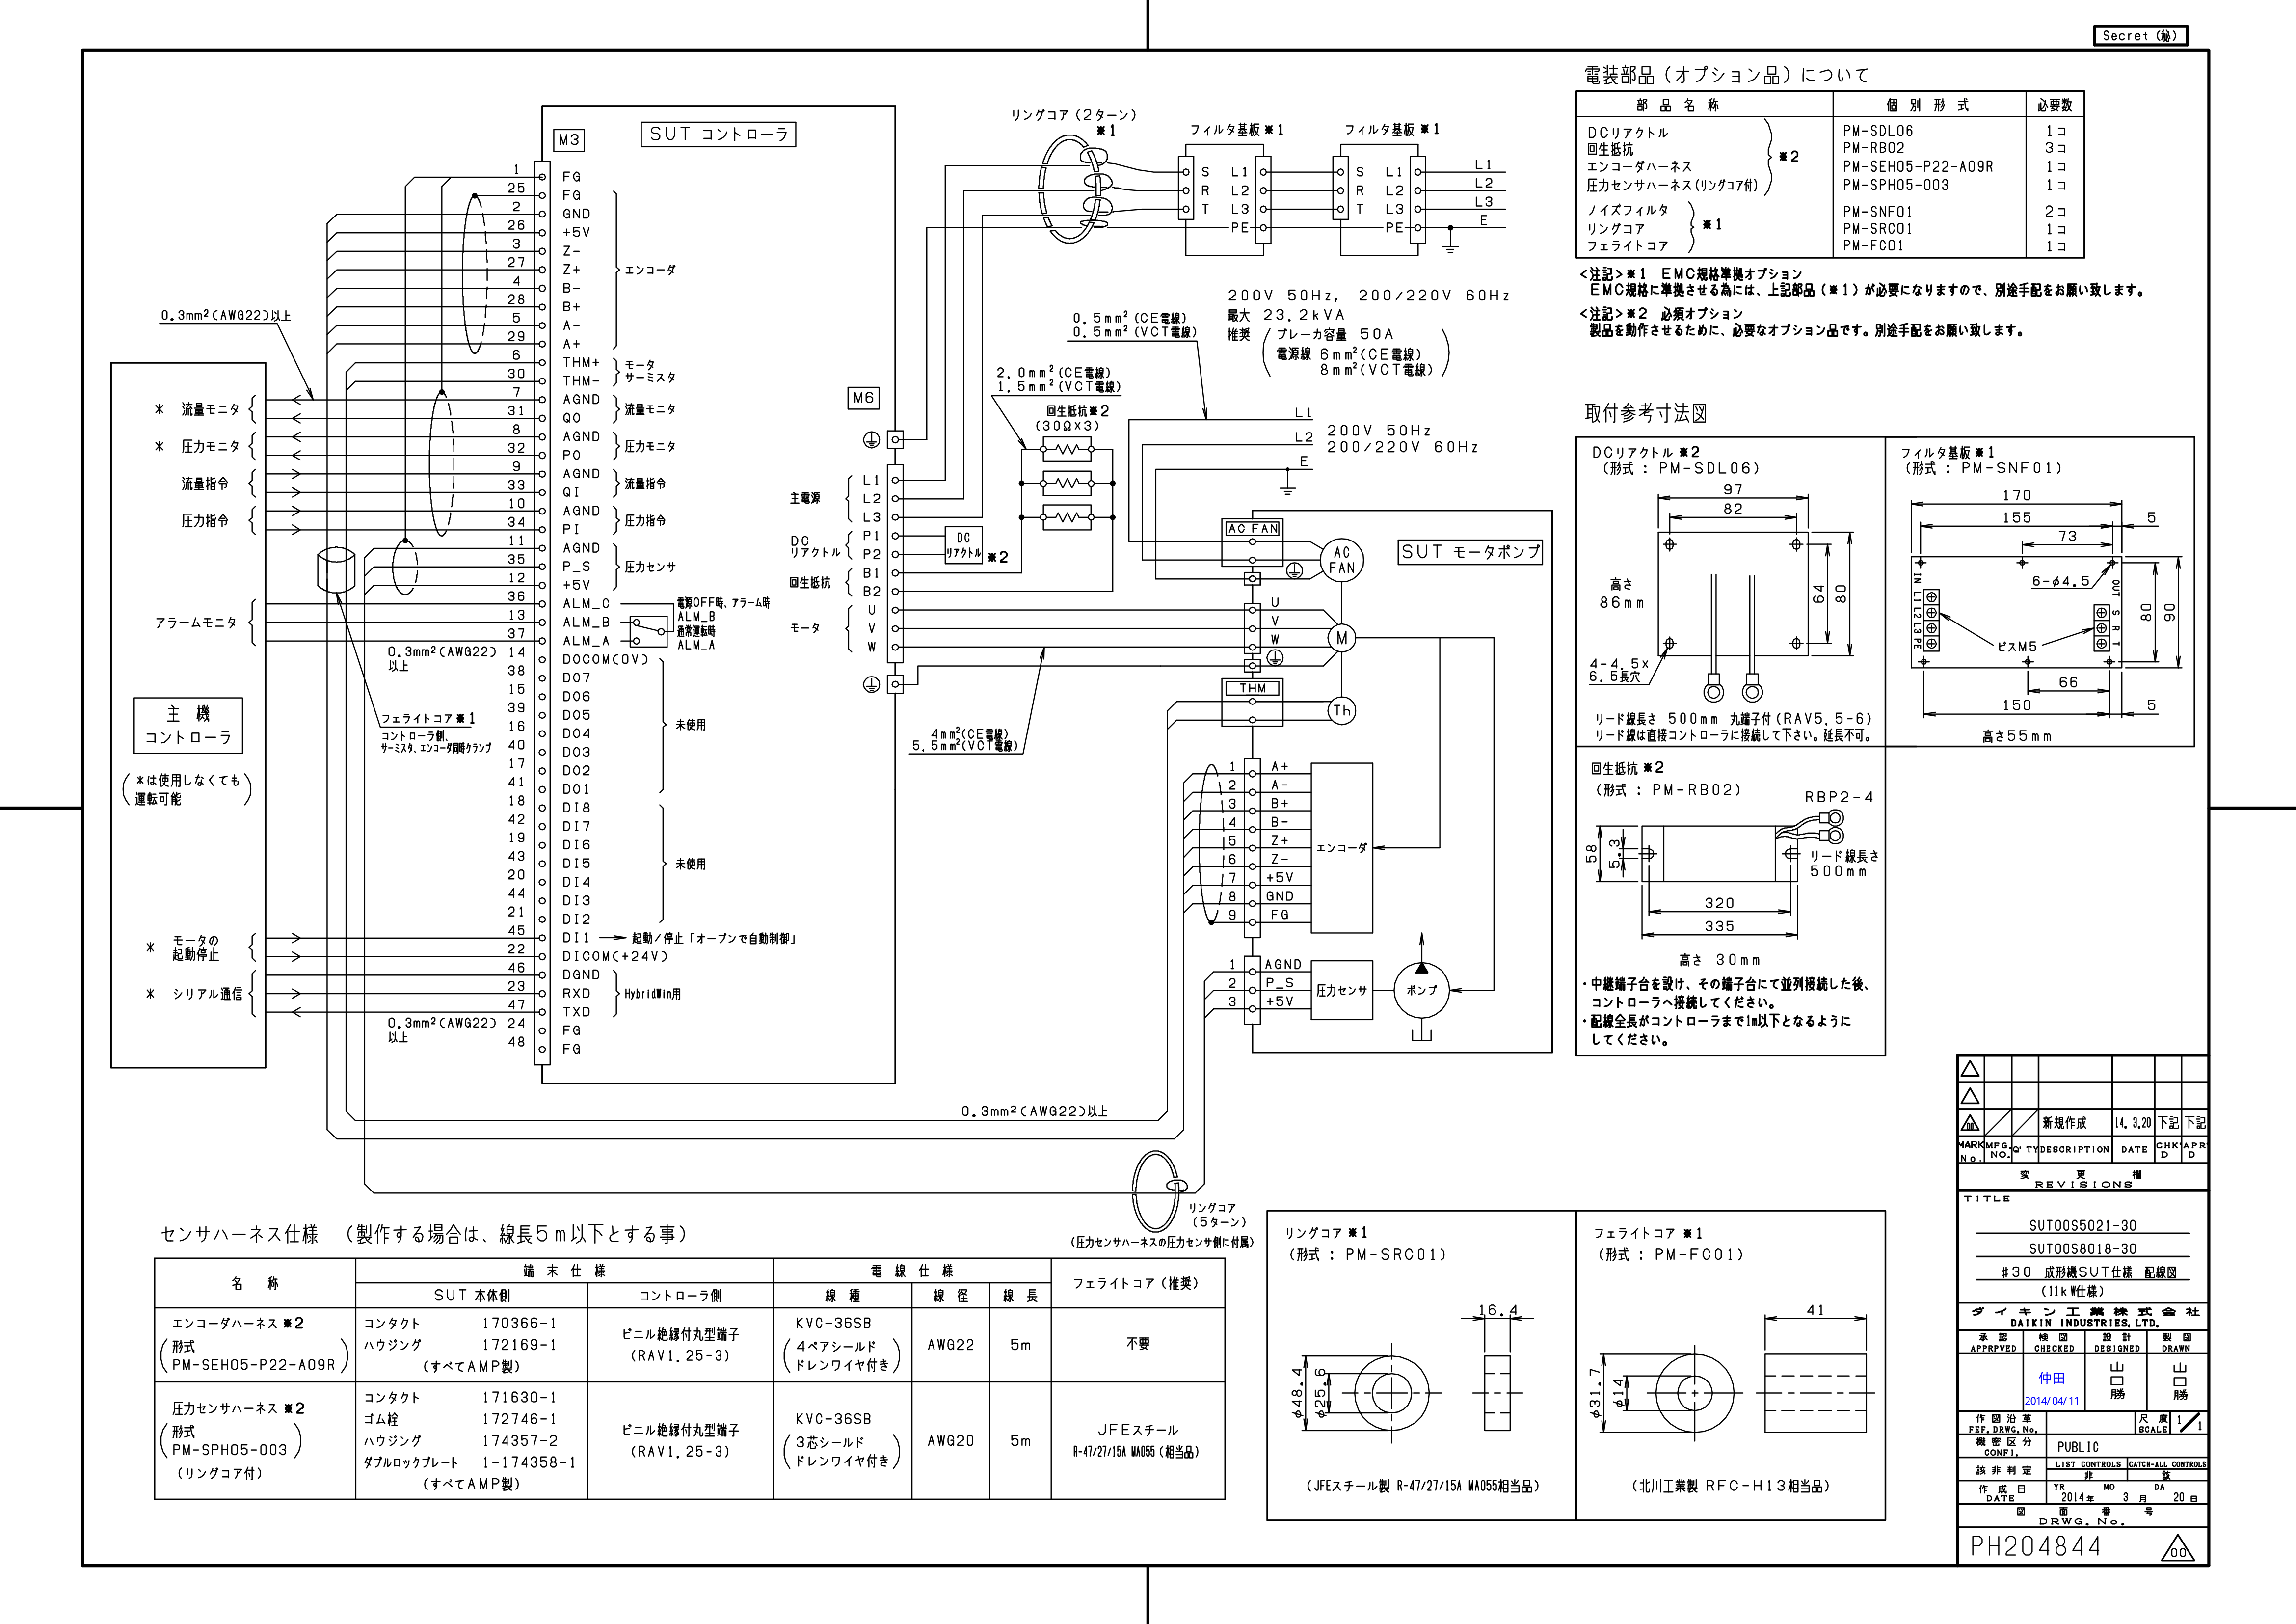 Secret (秘)
電装部品（オプション品）について
部品名称 個別形式 必要数
DCリアクトル PM-SDL06 1コ
回生抵抗 PM-RB02 3コ
エンコーダハーネス PM-SEH05-P22-A09R 1コ
圧力センサハーネス(リングコア付) PM-SPH05-003 1コ
※2
ノイズフィルタ PM-SNF01 2コ
リングコア PM-SRC01 1コ
フェライトコア PM-FC01 1コ
※1
<注記>※1 EMC規格準拠オプション
EMC規格に準拠させる為には、上記部品(※1)が必要になりますので、別途手配をお願い致します。
<注記>※2 必須オプション
製品を動作させるために、必要なオプション品です。別途手配をお願い致します。
M3
SUT コントローラ
1 FG
25 FG
2 GND
26 +5V
3 Z-
27 Z+
4 B-
28 B+
5 A-
29 A+
エンコーダ
6 THM+
30 THM-
モータ
サーミスタ
7 AGND
31 QO
流量モニタ
8 AGND
32 PO
圧力モニタ
9 AGND
33 QI
流量指令
10 AGND
34 PI
圧力指令
11 AGND
35 P_S
12 +5V
圧力センサ
36 ALM_C
13 ALM_B
37 ALM_A
電源OFF時、アラーム時
ALM_B
通常運転時
ALM_A
14 DOCOM(0V)
38 DO7
15 DO6
39 DO5
16 DO4
40 DO3
17 DO2
41 DO1
未使用
18 DI8
42 DI7
19 DI6
43 DI5
20 DI4
44 DI3
21 DI2
未使用
45 DI1 起動/停止「オープンで自動制御」
22 DICOM(+24V)
46 DGND
23 RXD
47 TXD
HybridWin用
24 FG
48 FG
0.3mm²(AWG22)以上
＊ 流量モニタ
＊ 圧力モニタ
流量指令
圧力指令
アラームモニタ
主機
コントローラ
(＊は使用しなくても
運転可能)
＊ モータの
起動停止
＊ シリアル通信
0.3mm²(AWG22)
以上
フェライトコア※1
コントローラ側、
サーミスタ、エンコーダ同時クランプ
0.3mm²(AWG22)
以上
M6
主電源 L1 L2 L3
DC
リアクトル P1 P2
回生抵抗 B1 B2
モータ U V W
DC
リアクトル ※2
リングコア(2ターン)
※1
フィルタ基板※1
S L1
R L2
T L3
PE
フィルタ基板※1
S L1
R L2
T L3
PE
L1
L2
L3
E
200V 50Hz, 200/220V 60Hz
最大 23.2kVA
推奨 (ブレーカ容量 50A
電源線 6mm²(CE電線)
8mm²(VCT電線))
0.5mm²(CE電線)
0.5mm²(VCT電線)
2.0mm²(CE電線)
1.5mm²(VCT電線)
回生抵抗※2
(30Ω×3)
L1
L2
E
200V 50Hz
200/220V 60Hz
AC FAN
AC
FAN
SUT モータポンプ
U
V
W
M
THM
Th
4mm²(CE電線)
5.5mm²(VCT電線)
1 A+
2 A-
3 B+
4 B-
5 Z+
6 Z-
7 +5V
8 GND
9 FG
エンコーダ
1 AGND
2 P_S
3 +5V
圧力センサ
ポンプ
0.3mm²(AWG22)以上
リングコア
(5ターン)
(圧力センサハーネスの圧力センサ側に付属)
取付参考寸法図
DCリアクトル ※2
(形式 : PM-SDL06)
97
82
64
80
高さ
86mm
4-4.5×
6.5長穴
リード線長さ 500mm 丸端子付(RAV5.5-6)
リード線は直接コントローラに接続して下さい。延長不可。
フィルタ基板※1
(形式 : PM-SNF01)
170
155
5
73
6-φ4.5
IN L1 L2 L3 PE
OUT S R T
ビスM5
80
90
66
150
5
高さ55mm
回生抵抗 ※2
(形式 : PM-RB02)
RBP2-4
58
5.3
リード線長さ
500mm
320
335
高さ 30mm
・中継端子台を設け、その端子台にて並列接続した後、
コントローラへ接続してください。
・配線全長がコントローラまで1m以下となるように
してください。
センサハーネス仕様 (製作する場合は、線長5m以下とする事)
名称 端末仕様 電線仕様 フェライトコア(推奨)
SUT 本体側 コントローラ側 線種 線径 線長
エンコーダハーネス ※2
(形式
PM-SEH05-P22-A09R)
コンタクト 170366-1
ハウジング 172169-1
(すべてAMP製)
ビニル絶縁付丸型端子
(RAV1.25-3)
KVC-36SB
(4ペアシールド
ドレンワイヤ付き)
AWG22
5m
不要
圧力センサハーネス ※2
(形式
PM-SPH05-003)
(リングコア付)
コンタクト 171630-1
ゴム栓 172746-1
ハウジング 174357-2
ダブルロックプレート 1-174358-1
(すべてAMP製)
ビニル絶縁付丸型端子
(RAV1.25-3)
KVC-36SB
(3芯シールド
ドレンワイヤ付き)
AWG20
5m
JFEスチール
R-47/27/15A MA055(相当品)
リングコア ※1
(形式 : PM-SRC01)
16.4
φ48.4
φ25.6
(JFEスチール製 R-47/27/15A MA055相当品)
フェライトコア ※1
(形式 : PM-FC01)
41
φ31.7
φ14
(北川工業製 RFC-H13相当品)
00 新規作成 14.3.20 下記 下記
MARK No. MFG. NO. Q'TY DESCRIPTION DATE CHK'D APR'D
変更欄
REVISIONS
TITLE
SUT00S5021-30
SUT00S8018-30
#30 成形機SUT仕様 配線図
(11kW仕様)
ダイキン工業株式会社
DAIKIN INDUSTRIES,LTD.
承認 検図 設計 製図
APPRPVED CHECKED DESIGNED DRAWN
仲田
2014/04/11
山口勝
山口勝
作図沿革
FEF.DRWG.No.
尺度
SCALE 1/1
機密区分
CONFI.
PUBLIC
該非判定
LIST CONTROLS CATCH-ALL CONTROLS
非 該
作成日
DATE
YR MO DA
2014年 3月 20日
図面番号
DRWG.No.
PH204844
00